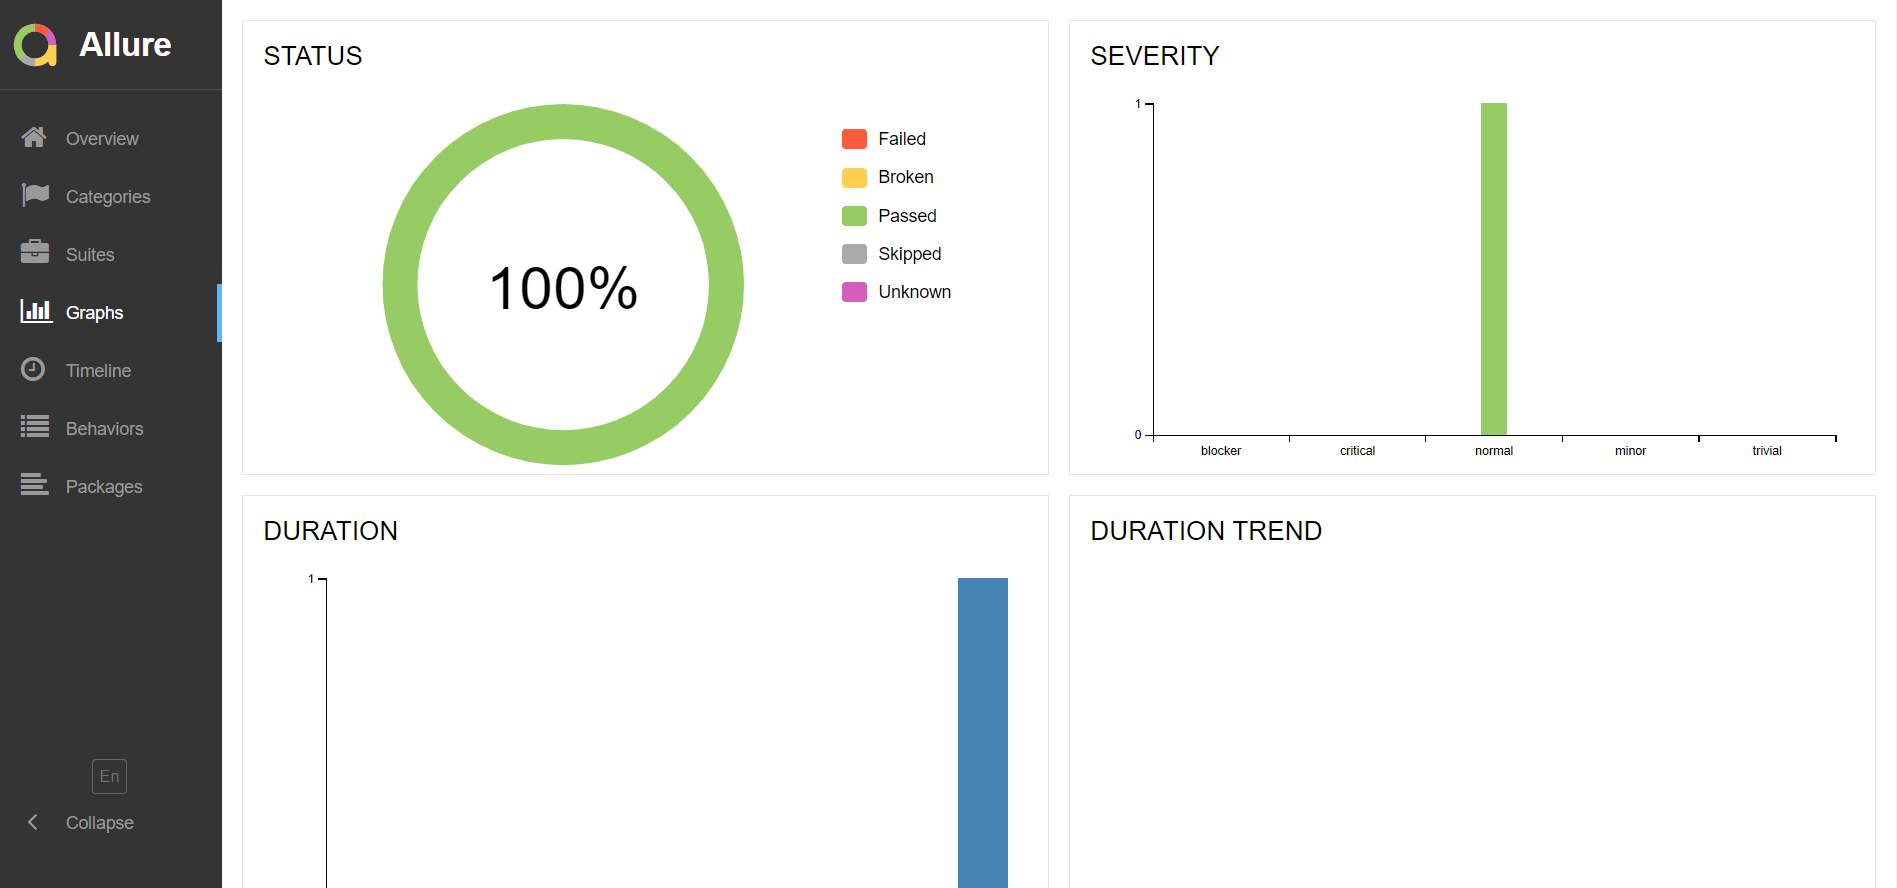 Allure
Overview
Categories
Suites
Graphs
Timeline
Behaviors
Packages
En
Collapse
STATUS
100%
Failed
Broken
Passed
Skipped
Unknown
SEVERITY
1
0
blocker critical normal minor trivial
DURATION
1
DURATION TREND